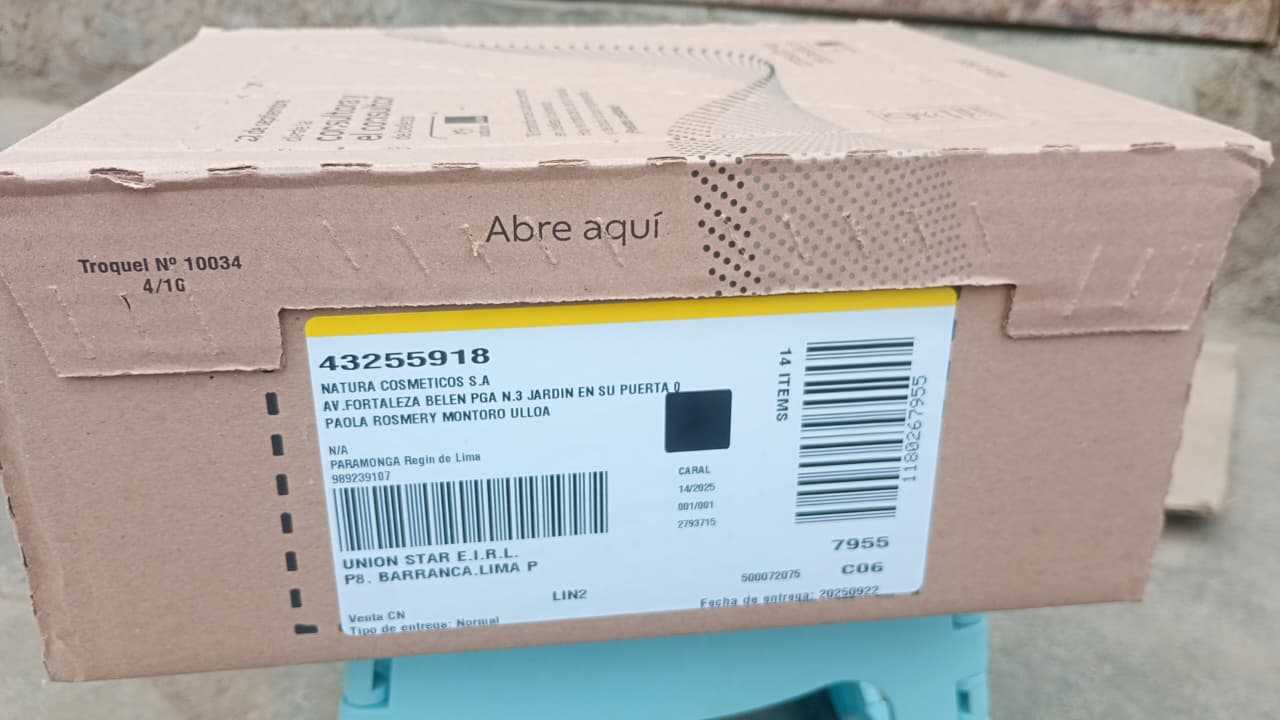 consultoras y
el consultor
Abre aquí
Troquel Nº 10034
4/1G
43255918
NATURA COSMETICOS S.A
AV.FORTALEZA BELEN PGA N.3 JARDIN EN SU PUERTA 0
PAOLA ROSMERY MONTORO ULLOA
N/A
PARAMONGA Regin de Lima
989239107
UNION STAR E.I.R.L.
P8. BARRANCA.LIMA P
LIN2
Venta CN
Tipo de entrega: Normal
CARAL
14/2025
001/001
2793715
14 ITEMS
1180267955
7955
C06
500072075
Fecha de entrega: 20250922